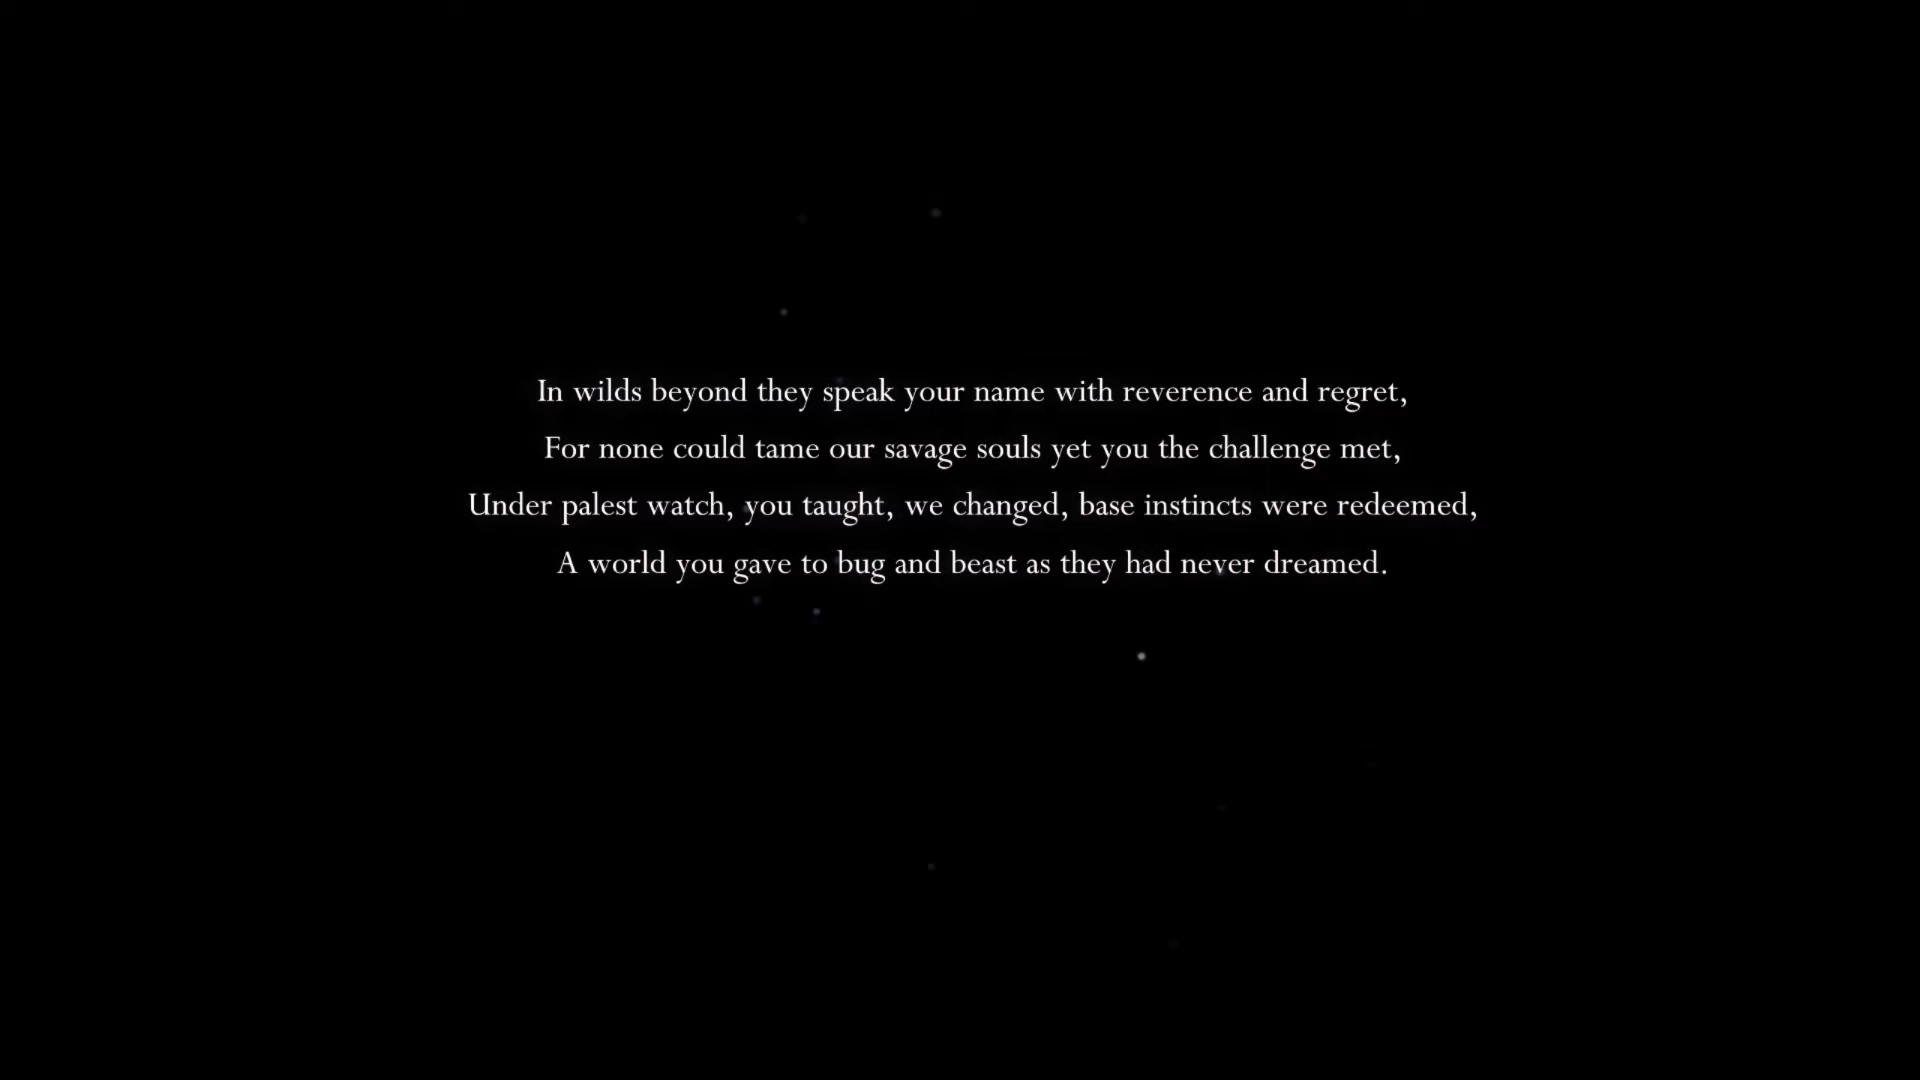 In wilds beyond they speak your name with reverence and regret,
For none could tame our savage souls yet you the challenge met,
Under palest watch, you taught, we changed, base instincts were redeemed,
A world you gave to bug and beast as they had never dreamed.